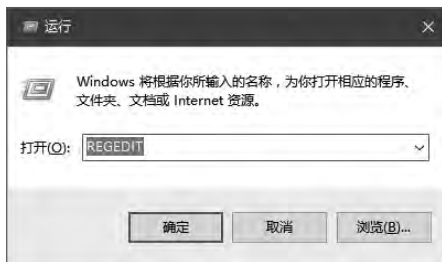 运行
Windows 将根据你所输入的名称，为你打开相应的程序、
文件夹、文档或 Internet 资源。
打开(O): REGEDIT
确定 取消 浏览(B)...